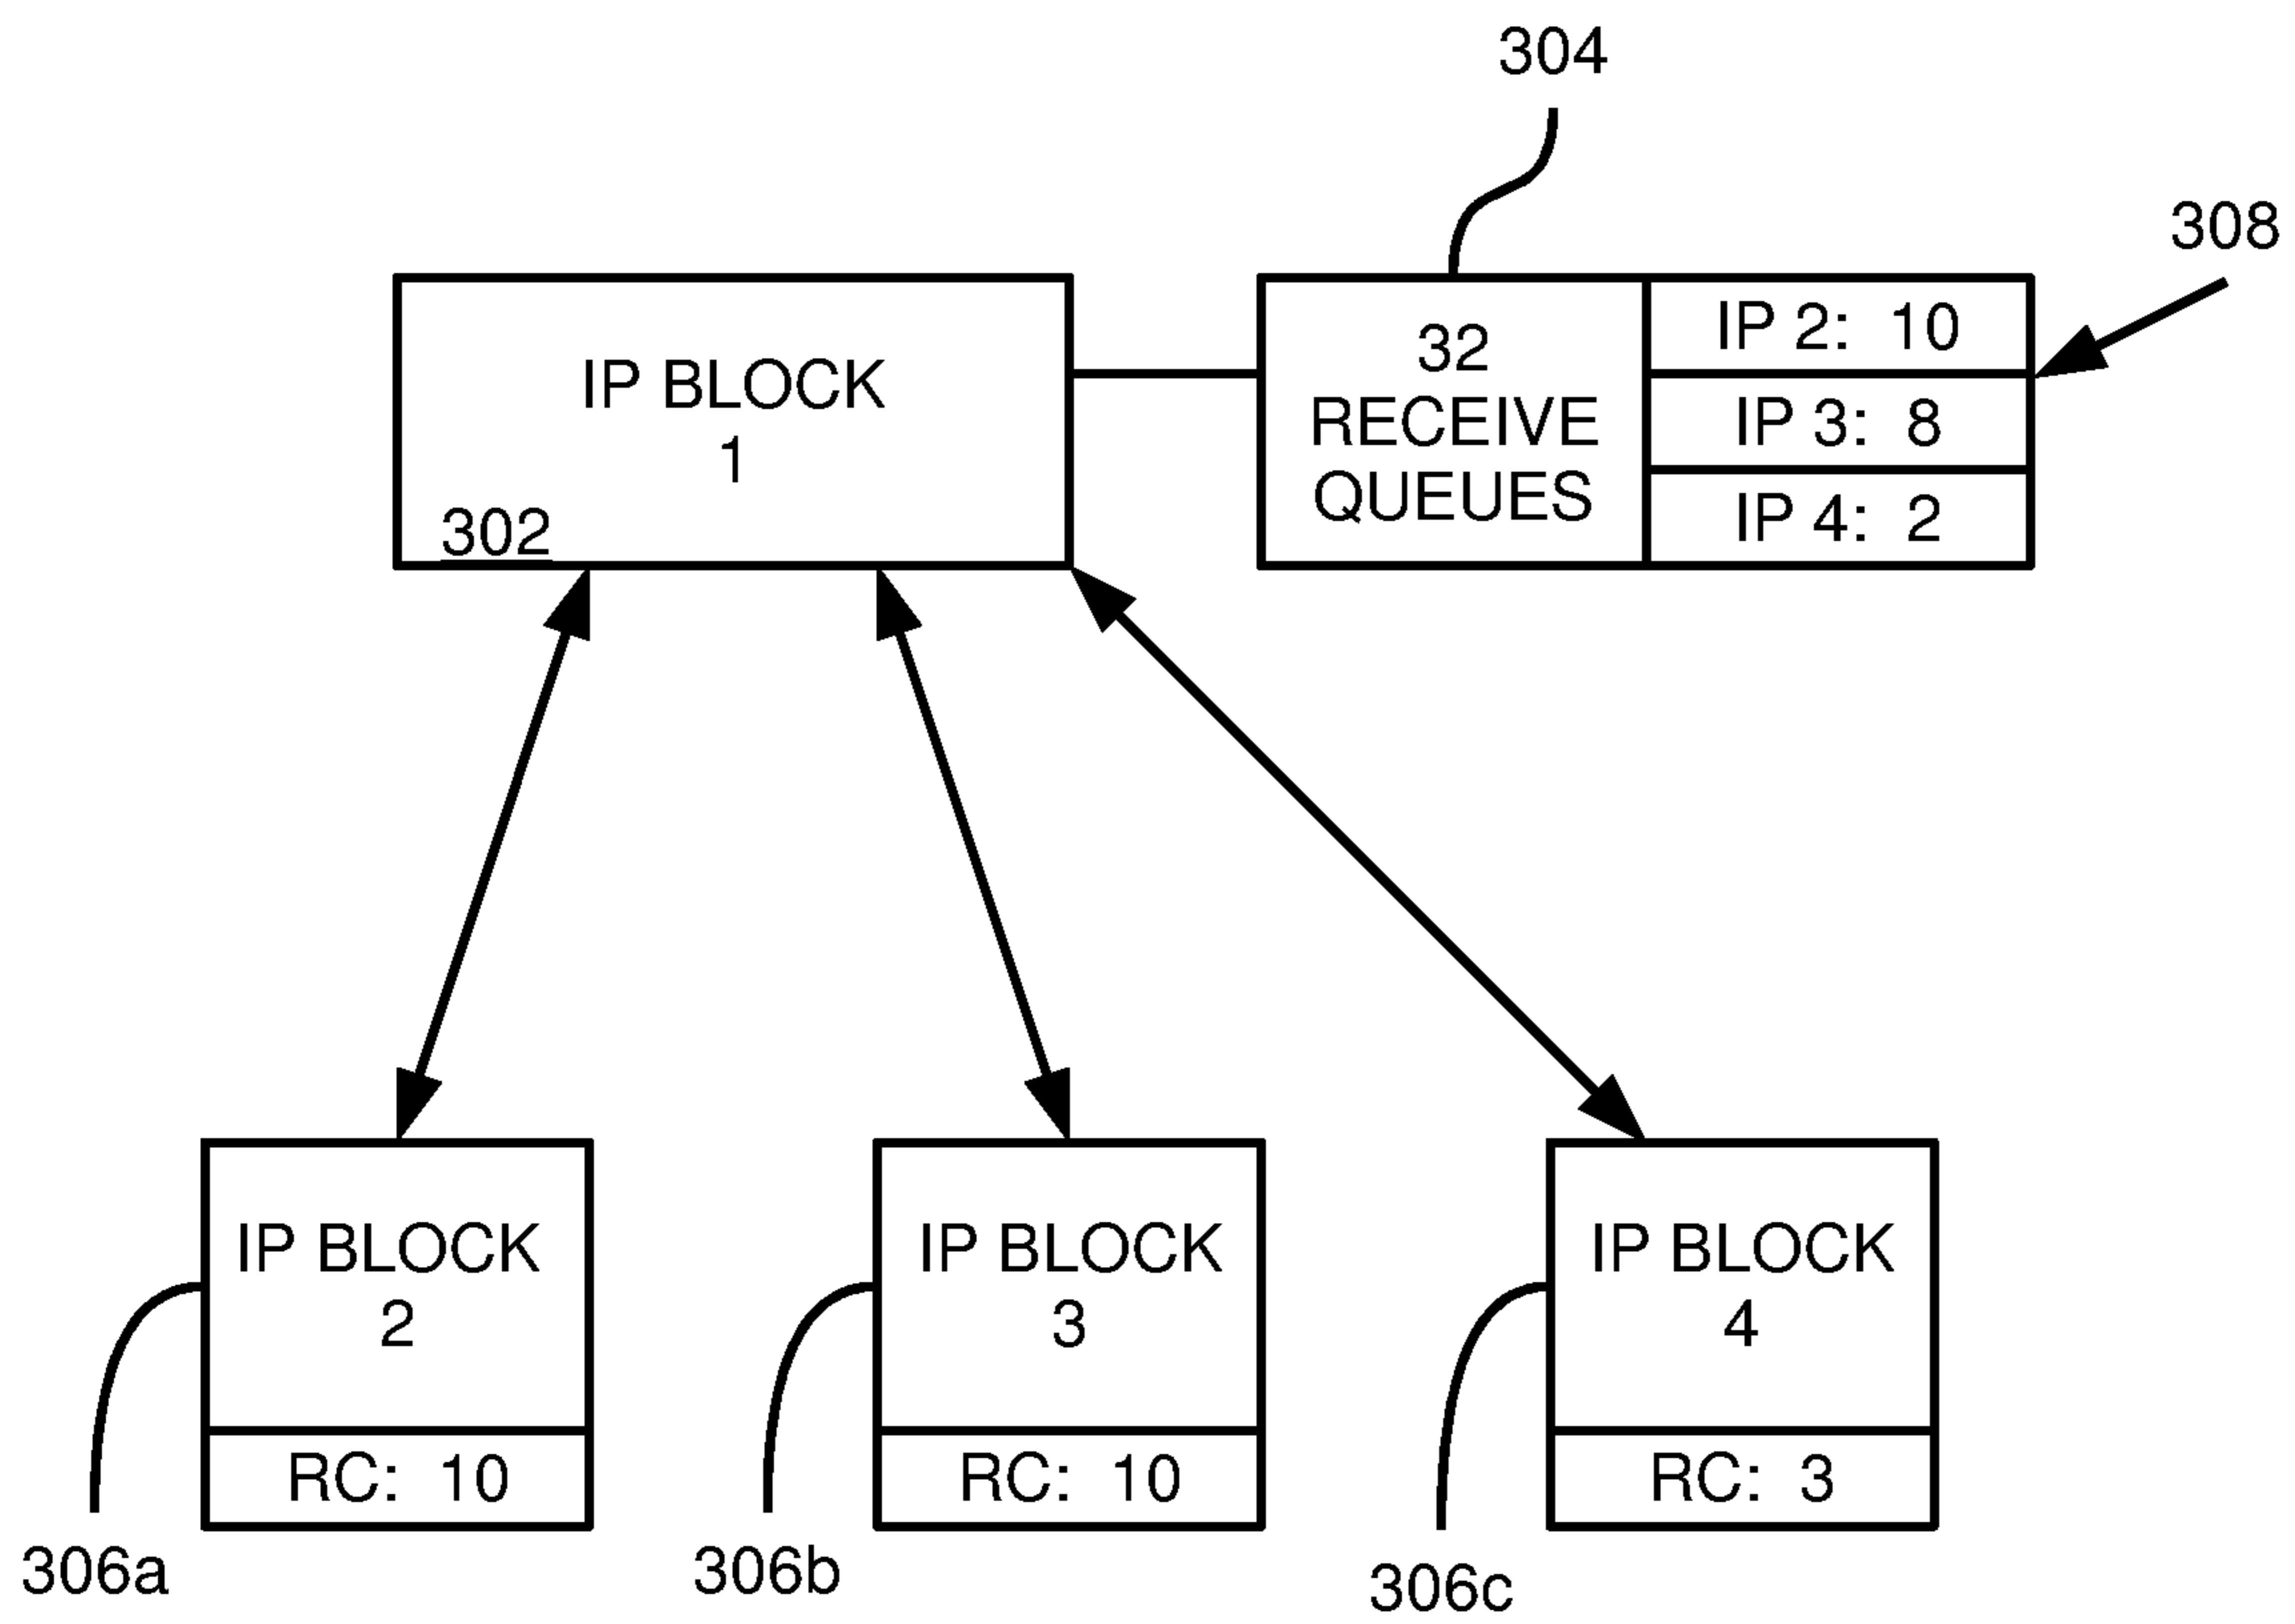 304
308
IP BLOCK
1
302
32
RECEIVE
QUEUES
IP 2: 10
IP 3: 8
IP 4: 2
IP BLOCK
2
RC: 10
306a
IP BLOCK
3
RC: 10
306b
IP BLOCK
4
RC: 3
306c